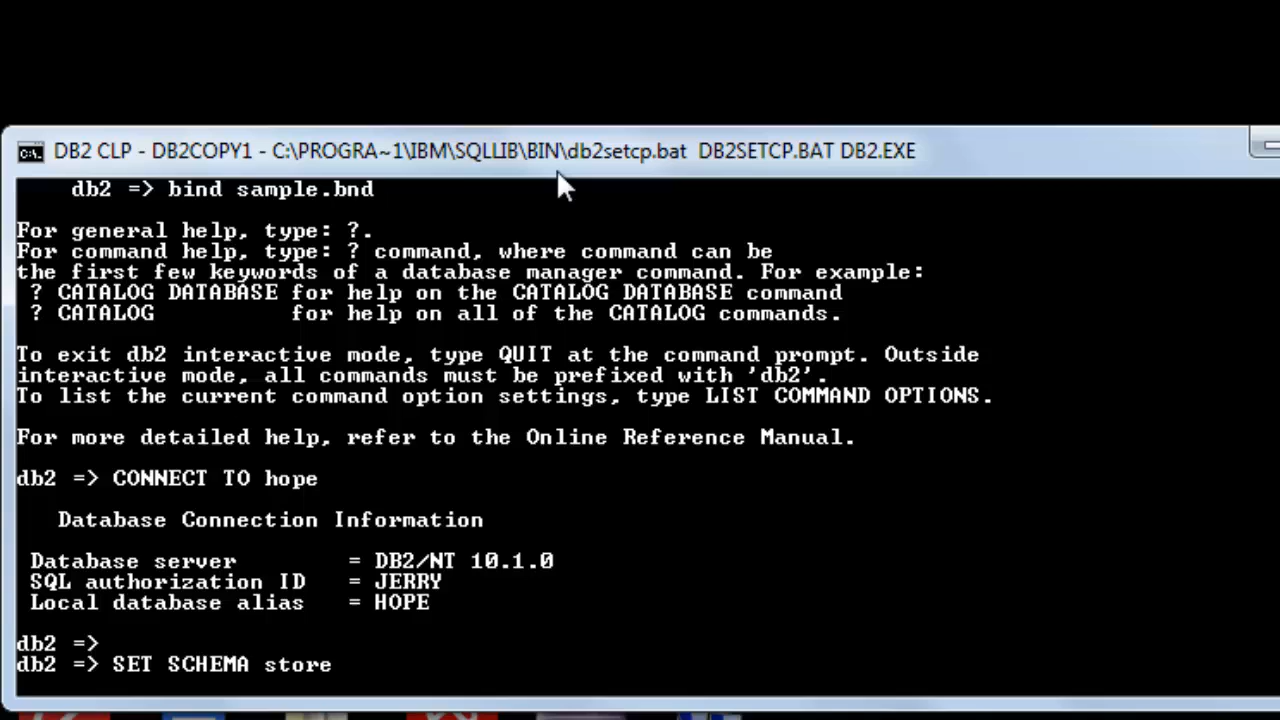 DB2 CLP - DB2COPY1 - C:\PROGRA~1\IBM\SQLLIB\BIN\db2setcp.bat  DB2SETCP.BAT DB2.EXE
db2 => bind sample.bnd
For general help, type: ?.
For command help, type: ? command, where command can be
the first few keywords of a database manager command. For example:
? CATALOG DATABASE for help on the CATALOG DATABASE command
? CATALOG          for help on all of the CATALOG commands.
To exit db2 interactive mode, type QUIT at the command prompt. Outside
interactive mode, all commands must be prefixed with 'db2'.
To list the current command option settings, type LIST COMMAND OPTIONS.
For more detailed help, refer to the Online Reference Manual.
db2 => CONNECT TO hope
Database Connection Information
Database server        = DB2/NT 10.1.0
SQL authorization ID   = JERRY
Local database alias   = HOPE
db2 =>
db2 => SET SCHEMA store